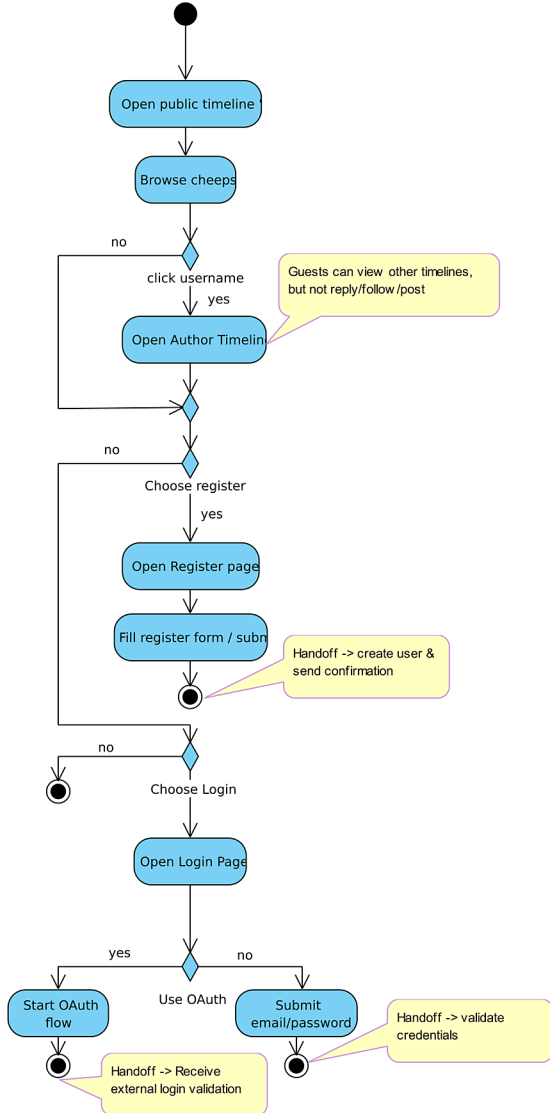 Open public timeline
Browse cheeps
no
click username
yes
Guests can view other timelines,
but not reply/follow/post
Open Author Timelin
no
Choose register
yes
Open Register page
Fill register form / subm
Handoff -> create user &
send confirmation
no
Choose Login
Open Login Page
yes
no
Use OAuth
Start OAuth
flow
Submit
email/password
Handoff -> validate
credentials
Handoff -> Receive
external login validation